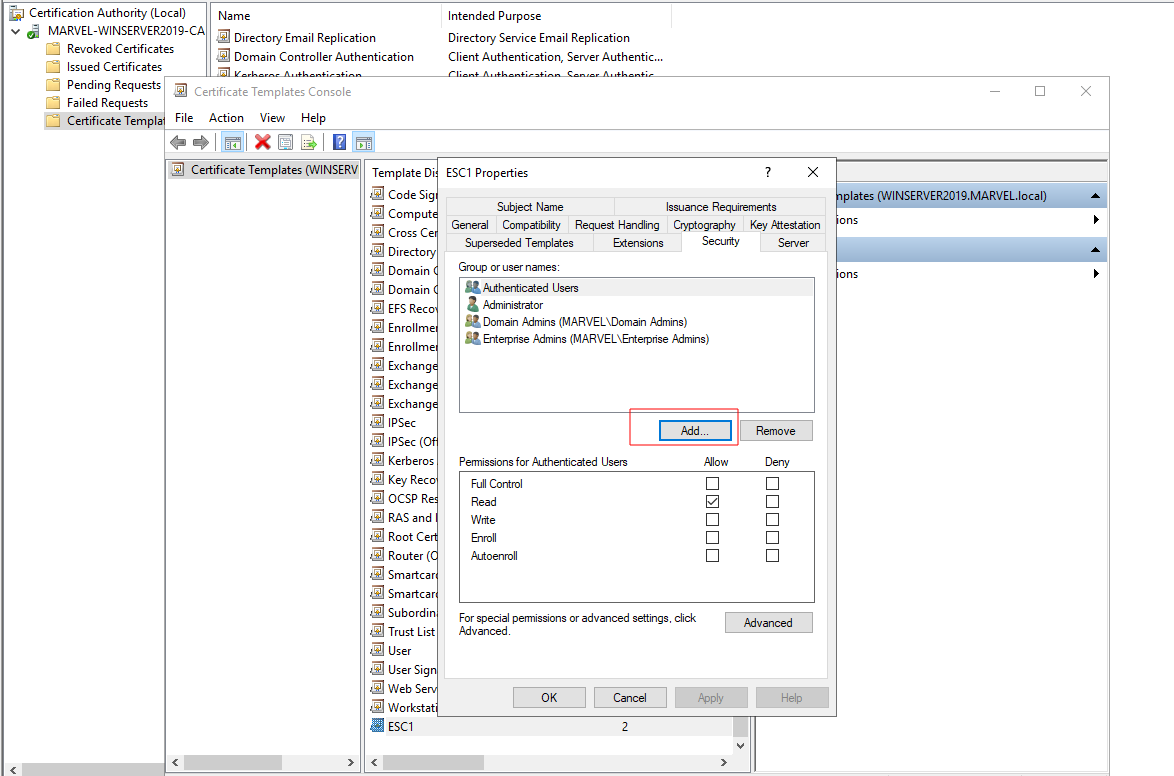 Certification Authority (Local)
MARVEL-WINSERVER2019-CA
Revoked Certificates
Issued Certificates
Pending Requests
Failed Requests
Certificate Templat
Name Intended Purpose
Directory Email Replication Directory Service Email Replication
Domain Controller Authentication Client Authentication, Server Authentic...
Kerberos Authentication Client Authentication, Server Authentic...
Certificate Templates Console
File Action View Help
Certificate Templates (WINSERV
Template Dis
Code Sig
Compute
Cross Cer
Directory
Domain C
Domain C
EFS Reco
Enrollme
Enrollme
Exchange
Exchange
Exchange
IPSec
IPSec (Of
Kerberos
Key Reco
OCSP Res
RAS and I
Root Cert
Router (O
Smartcar
Smartcar
Subordina
Trust List
User
User Sign
Web Serv
Workstati
ESC1 2
mplates (WINSERVER2019.MARVEL.local)
ions
ions
ESC1 Properties
?
Subject Name Issuance Requirements
General Compatibility Request Handling Cryptography Key Attestation
Superseded Templates Extensions Security Server
Group or user names:
Authenticated Users
Administrator
Domain Admins (MARVEL\Domain Admins)
Enterprise Admins (MARVEL\Enterprise Admins)
Add... Remove
Permissions for Authenticated Users Allow Deny
Full Control
Read
Write
Enroll
Autoenroll
For special permissions or advanced settings, click
Advanced.
Advanced
OK Cancel Apply Help